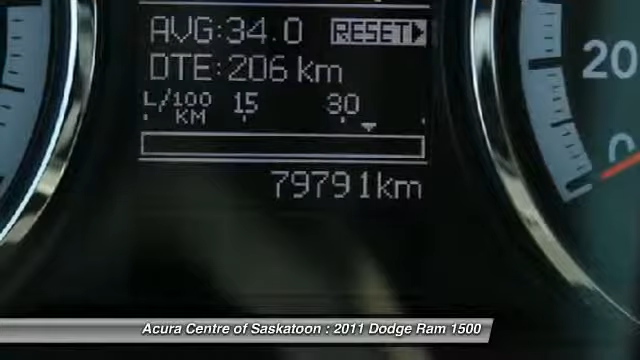 AVG:34.0 RESET
DTE:206 km
L/100 KM 15 30
79791km
20
0
Acura Centre of Saskatoon : 2011 Dodge Ram 1500